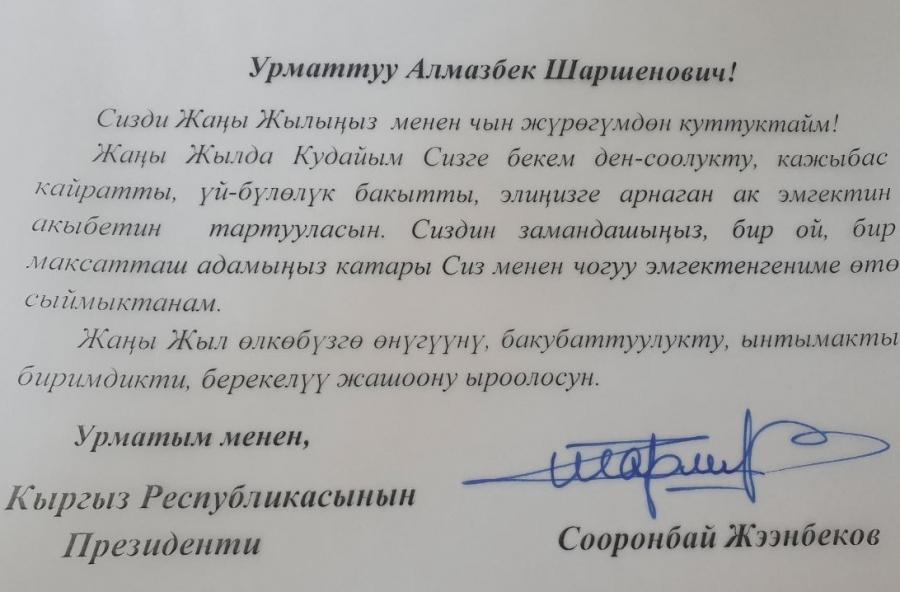 Урматтуу Алмазбек Шаршенович!
Сизди Жаңы Жылыңыз менен чын жүрөгүмдөн куттуктайм!
Жаңы Жылда Кудайым Сизге бекем ден-соолукту, кажыбас
кайратты, үй-бүлөлүк бакытты, элиңизге арнаган ак эмгектин
акыбетин тартууласын. Сиздин замандашыңыз, бир ой, бир
максатташ адамыңыз катары Сиз менен чогуу эмгектенгениме өтө
сыймыктанам.
Жаңы Жыл өлкөбүзгө өнүгүүнү, бакубаттуулукту, ынтымакты
биримдикти, берекелүү жашоону ыроолосун.
Урматым менен,
Кыргыз Республикасынын
Президенти
Сооронбай Жээнбеков